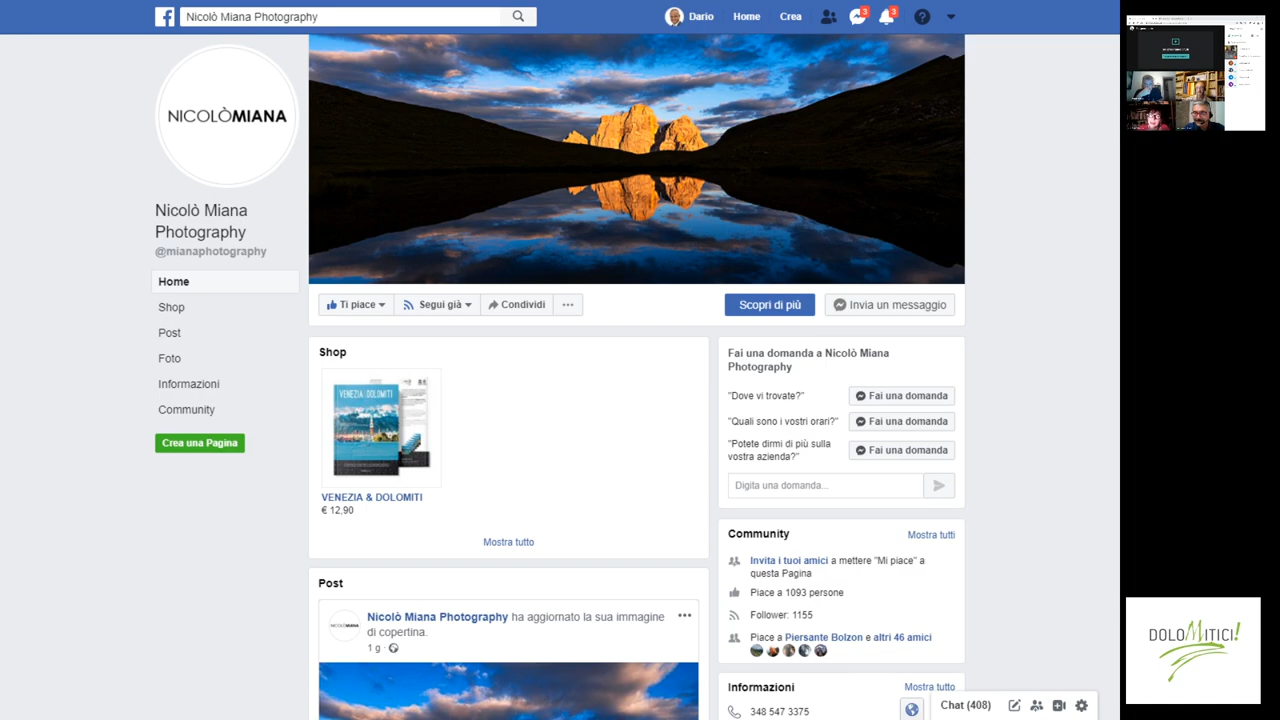 Nicolò Miana Photography
Dario
Home
Crea
3
3
NICOLÒMIANA
Nicolò Miana
Photography
@mianaphotography
Home
Shop
Post
Foto
Informazioni
Community
Crea una Pagina
Ti piace
Segui già
Condividi
Scopri di più
Invia un messaggio
Shop
VENEZIA DOLOMITI
VENEZIA & DOLOMITI
€ 12,90
Mostra tutto
Post
NICOLÒMIANA
Nicolò Miana Photography ha aggiornato la sua immagine
di copertina.
1 g
Fai una domanda a Nicolò Miana
Photography
"Dove vi trovate?"
Fai una domanda
"Quali sono i vostri orari?"
Fai una domanda
"Potete dirmi di più sulla
vostra azienda?"
Fai una domanda
Digita una domanda...
Community
Mostra tutti
Invita i tuoi amici a mettere "Mi piace" a
questa Pagina
Piace a 1093 persone
Follower: 1155
Piace a Piersante Bolzon e altri 46 amici
Informazioni
Mostra tutto
348 547 3375
Chat (408)
DOLOMITICI!